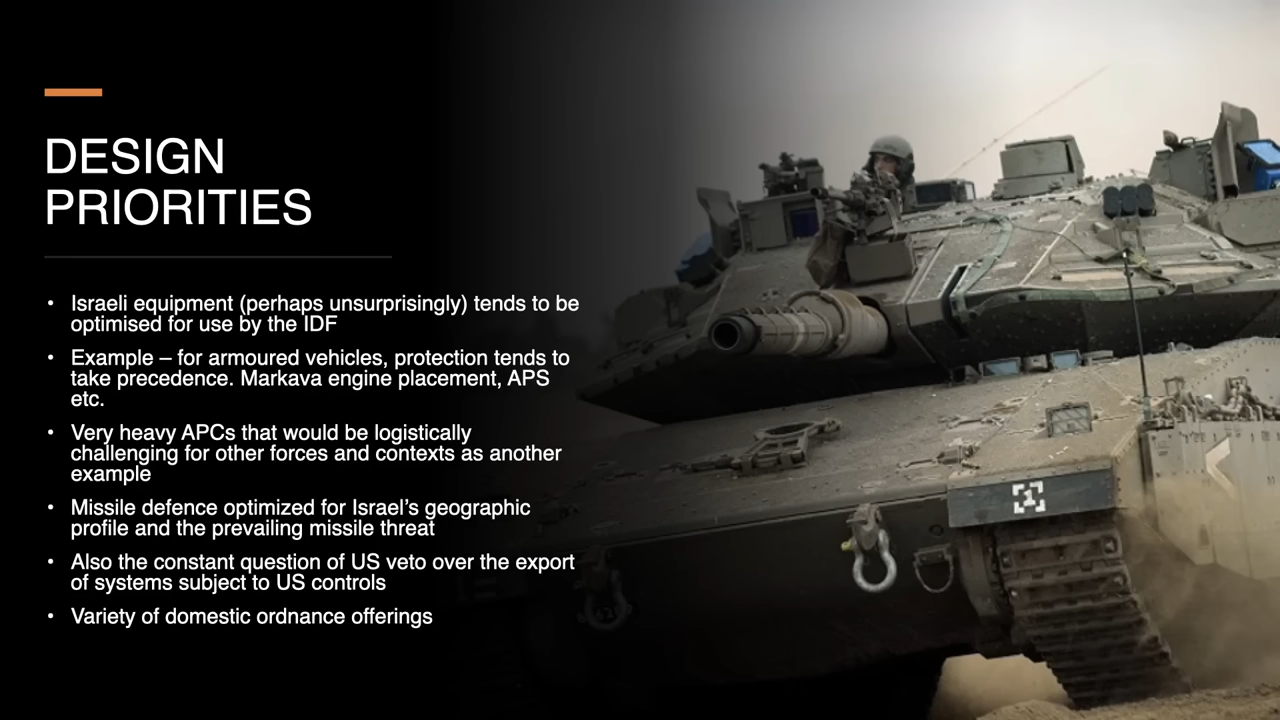 DESIGN
PRIORITIES
• Israeli equipment (perhaps unsurprisingly) tends to be
optimised for use by the IDF
• Example – for armoured vehicles, protection tends to
take precedence. Markava engine placement, APS
etc.
• Very heavy APCs that would be logistically
challenging for other forces and contexts as another
example
• Missile defence optimized for Israel’s geographic
profile and the prevailing missile threat
• Also the constant question of US veto over the export
of systems subject to US controls
• Variety of domestic ordnance offerings
1